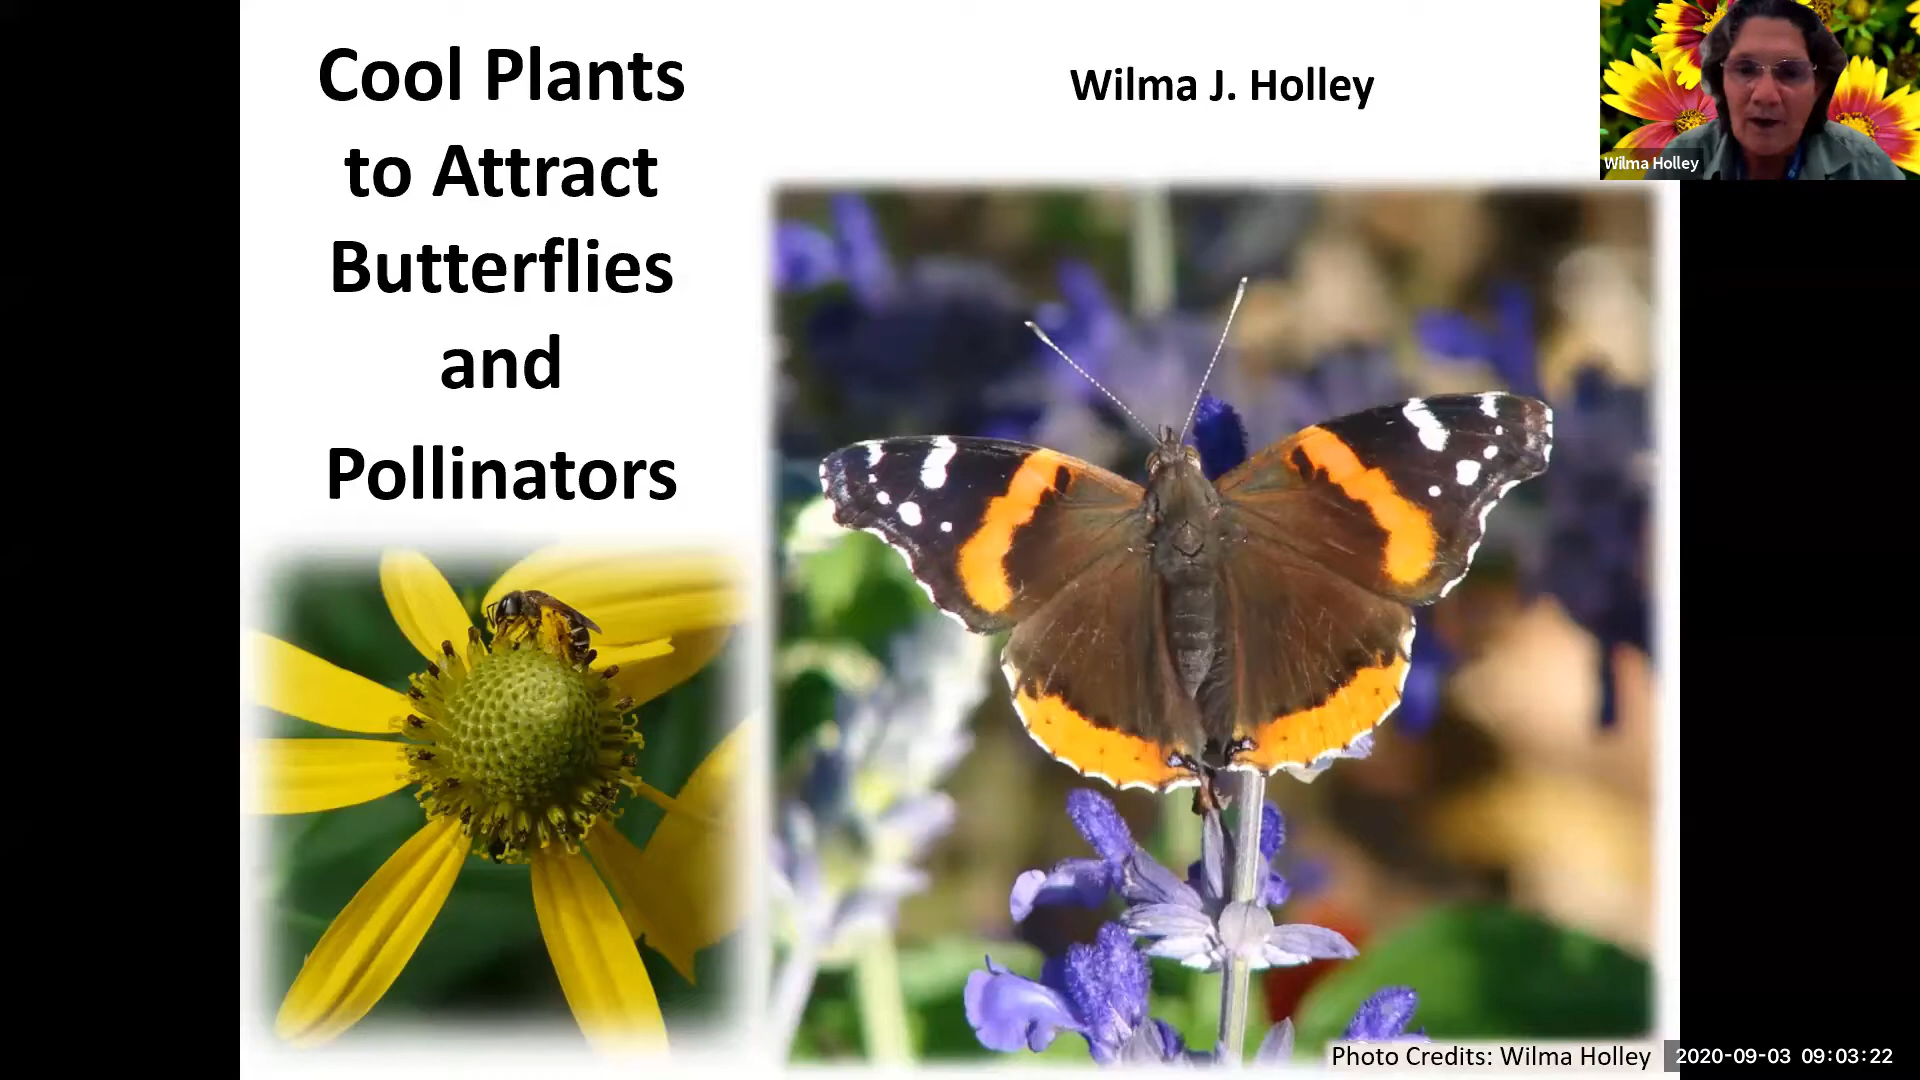 Cool Plants
to Attract
Butterflies
and
Pollinators
Wilma J. Holley
Wilma Holley
Photo Credits: Wilma Holley
2020-09-03 09:03:22